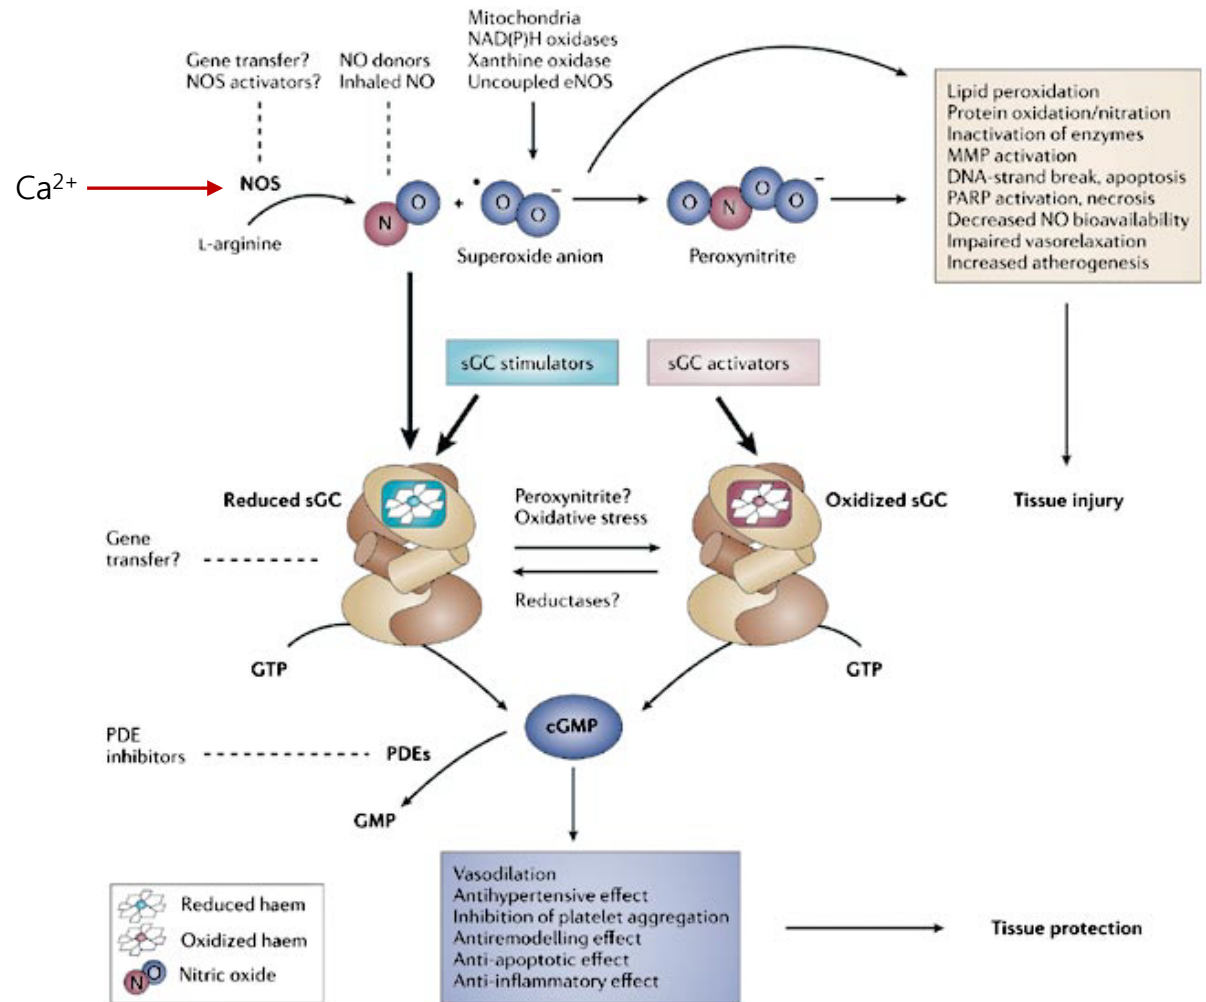 Mitochondria
NAD(P)H oxidases
Xanthine oxidase
Uncoupled eNOS
Gene transfer?
NOS activators?
NO donors
Inhaled NO
Lipid peroxidation
Protein oxidation/nitration
Inactivation of enzymes
MMP activation
DNA-strand break, apoptosis
PARP activation, necrosis
Decreased NO bioavailability
Impaired vasorelaxation
Increased atherogenesis
Ca²⁺
NOS
L-arginine
N O
+
• O O −
Superoxide anion
O N O O −
Peroxynitrite
sGC stimulators
sGC activators
Reduced sGC
Peroxynitrite?
Oxidative stress
Oxidized sGC
Tissue injury
Gene
transfer?
Reductases?
GTP
GTP
cGMP
PDE
inhibitors
PDEs
GMP
Vasodilation
Antihypertensive effect
Inhibition of platelet aggregation
Antiremodelling effect
Anti-apoptotic effect
Anti-inflammatory effect
Tissue protection
Reduced haem
Oxidized haem
N O Nitric oxide